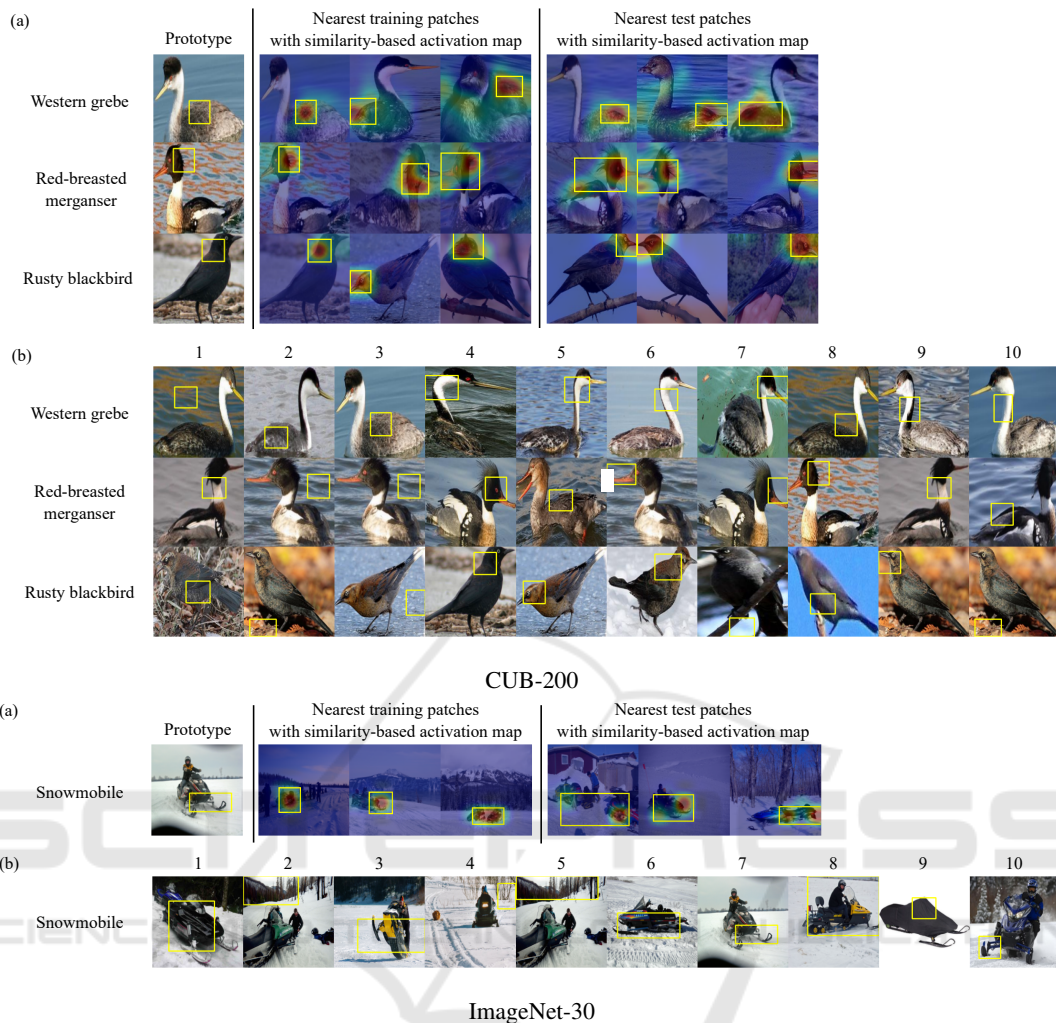 (a)
Prototype
Nearest training patches
with similarity-based activation map
Nearest test patches
with similarity-based activation map
Western grebe
Red-breasted
merganser
Rusty blackbird
(b)
1 2 3 4 5 6 7 8 9 10
Western grebe
Red-breasted
merganser
Rusty blackbird
CUB-200
(a)
Prototype
Nearest training patches
with similarity-based activation map
Nearest test patches
with similarity-based activation map
Snowmobile
(b)
1 2 3 4 5 6 7 8 9 10
Snowmobile
ImageNet-30